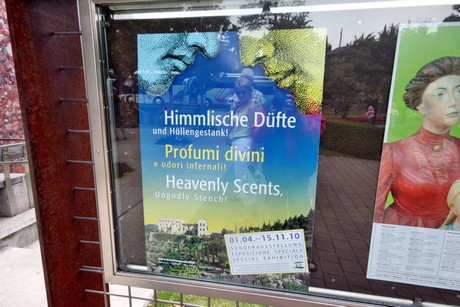 Himmlische Düfte
und Höllengestank!
Profumi divini
e odori infernali!
Heavenly Scents,
Ungodly Stench!
01.04.–15.11.10
SONDERAUSSTELLUNG
ESPOSIZIONE SPECIALE
SPECIAL EXHIBITION